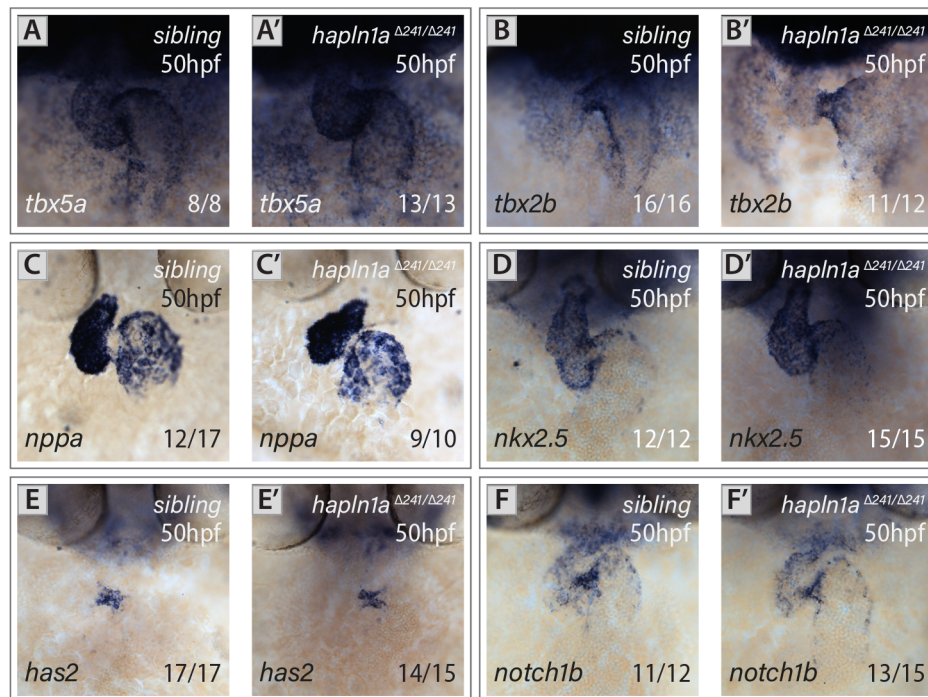 A sibling 50hpf tbx5a 8/8
A′ hapln1a Δ241/Δ241 50hpf tbx5a 13/13
B sibling 50hpf tbx2b 16/16
B′ hapln1a Δ241/Δ241 50hpf tbx2b 11/12
C sibling 50hpf nppa 12/17
C′ hapln1a Δ241/Δ241 50hpf nppa 9/10
D sibling 50hpf nkx2.5 12/12
D′ hapln1a Δ241/Δ241 50hpf nkx2.5 15/15
E sibling 50hpf has2 17/17
E′ hapln1a Δ241/Δ241 50hpf has2 14/15
F sibling 50hpf notch1b 11/12
F′ hapln1a Δ241/Δ241 50hpf notch1b 13/15